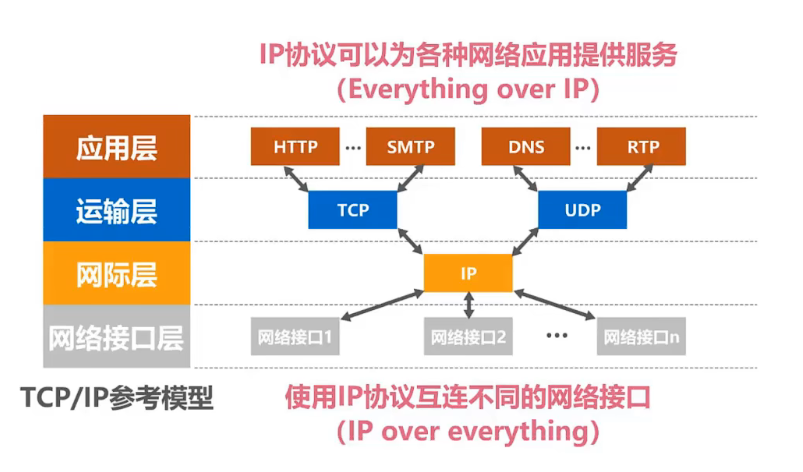 IP协议可以为各种网络应用提供服务
（Everything over IP）
应用层
HTTP ··· SMTP
DNS ··· RTP
运输层
TCP
UDP
网际层
IP
网络接口层
网络接口1
网络接口2
···
网络接口n
TCP/IP参考模型
使用IP协议互连不同的网络接口
（IP over everything）